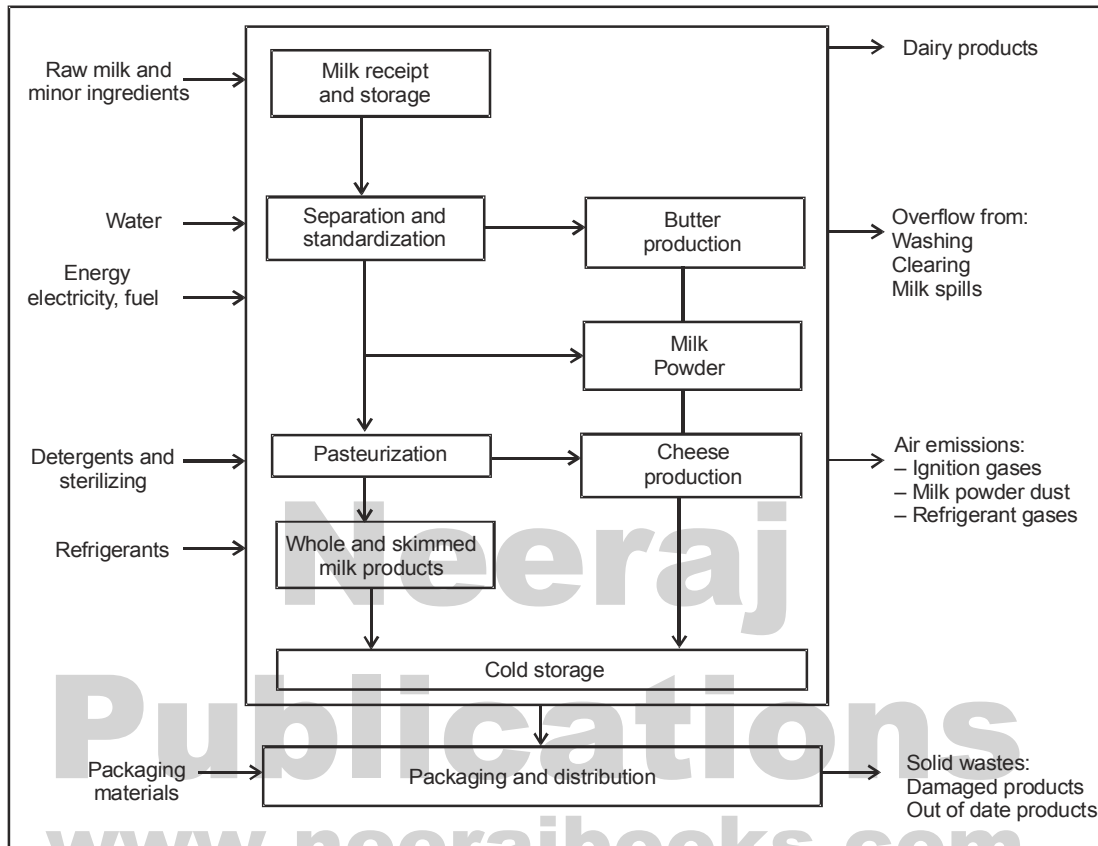 Raw milk and
minor ingredients
Milk receipt
and storage
Dairy products
Water
Separation and
standardization
Butter
production
Overflow from:
Washing
Clearing
Milk spills
Energy
electricity, fuel
Milk
Powder
Detergents and
sterilizing
Pasteurization
Cheese
production
Air emissions:
– Ignition gases
– Milk powder dust
– Refrigerant gases
Refrigerants
Whole and skimmed
milk products
Neeraj
Cold storage
Publications
Packaging
materials
Packaging and distribution
Solid wastes:
Damaged products
Out of date products
www.neerajbooks.com